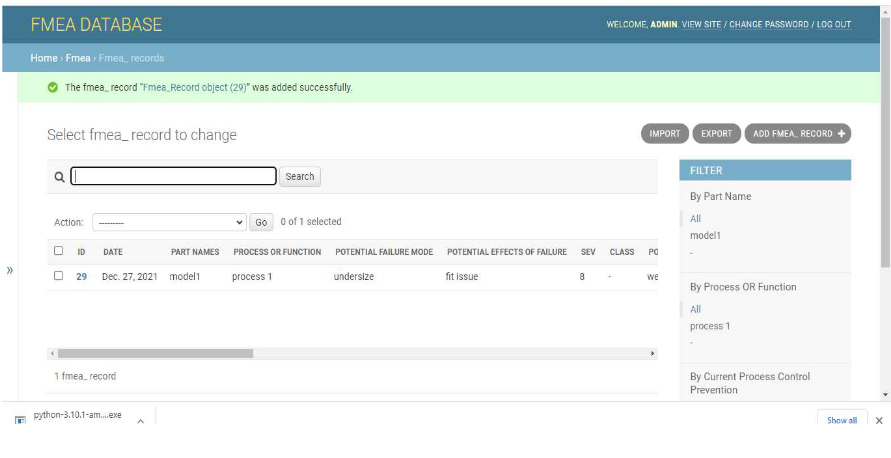 FMEA DATABASE
WELCOME, ADMIN. VIEW SITE / CHANGE PASSWORD / LOG OUT
Home › Fmea › Fmea_ records
The fmea_ record "Fmea_Record object (29)" was added successfully.
Select fmea_ record to change
IMPORT EXPORT ADD FMEA_ RECORD +
Search
FILTER
By Part Name
All
model1
-
By Process OR Function
All
process 1
-
By Current Process Control
Prevention
Action: --------- Go 0 of 1 selected
ID DATE PART NAMES PROCESS OR FUNCTION POTENTIAL FAILURE MODE POTENTIAL EFFECTS OF FAILURE SEV CLASS PO
29 Dec. 27, 2021 model1 process 1 undersize fit issue 8 - we
1 fmea_ record
»
python-3.10.1-am....exe
Show all